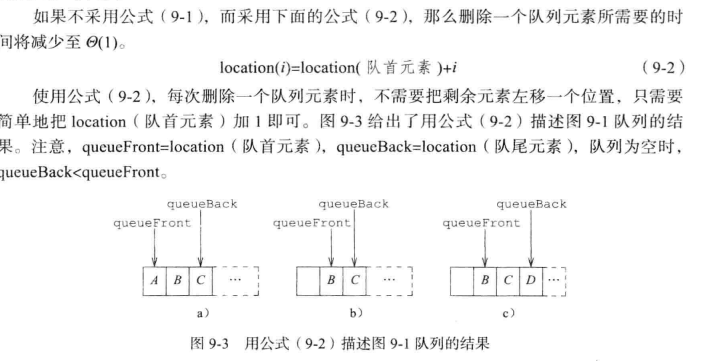 如果不采用公式（9-1），而采用下面的公式（9-2），那么删除一个队列元素所需要的时
间将减少至 Θ(1)。
location(i)=location( 队首元素 )+i （9-2）
使用公式（9-2），每次删除一个队列元素时，不需要把剩余元素左移一个位置，只需要
简单地把 location（队首元素）加 1 即可。图 9-3 给出了用公式（9-2）描述图 9-1 队列的结
果。注意，queueFront=location（队首元素），queueBack=location（队尾元素），队列为空时，
queueBack<queueFront。
queueBack queueBack queueBack
queueFront queueFront queueFront
A B C ··· B C ··· B C D ···
a） b） c）
图 9-3 用公式（9-2）描述图 9-1 队列的结果